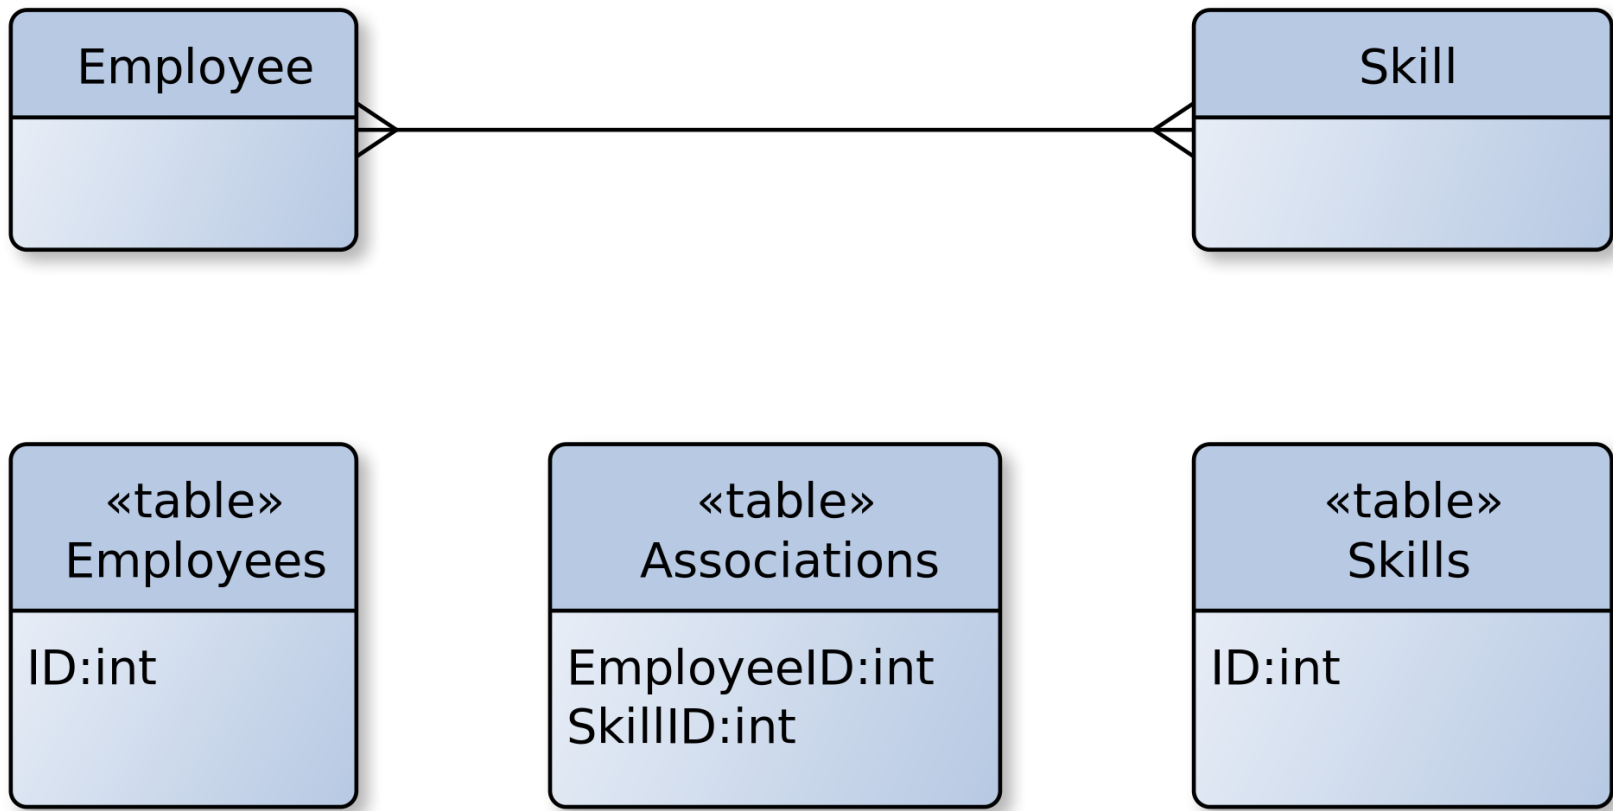 Employee
Skill
«table»
Employees
ID:int
«table»
Associations
EmployeeID:int
SkillID:int
«table»
Skills
ID:int